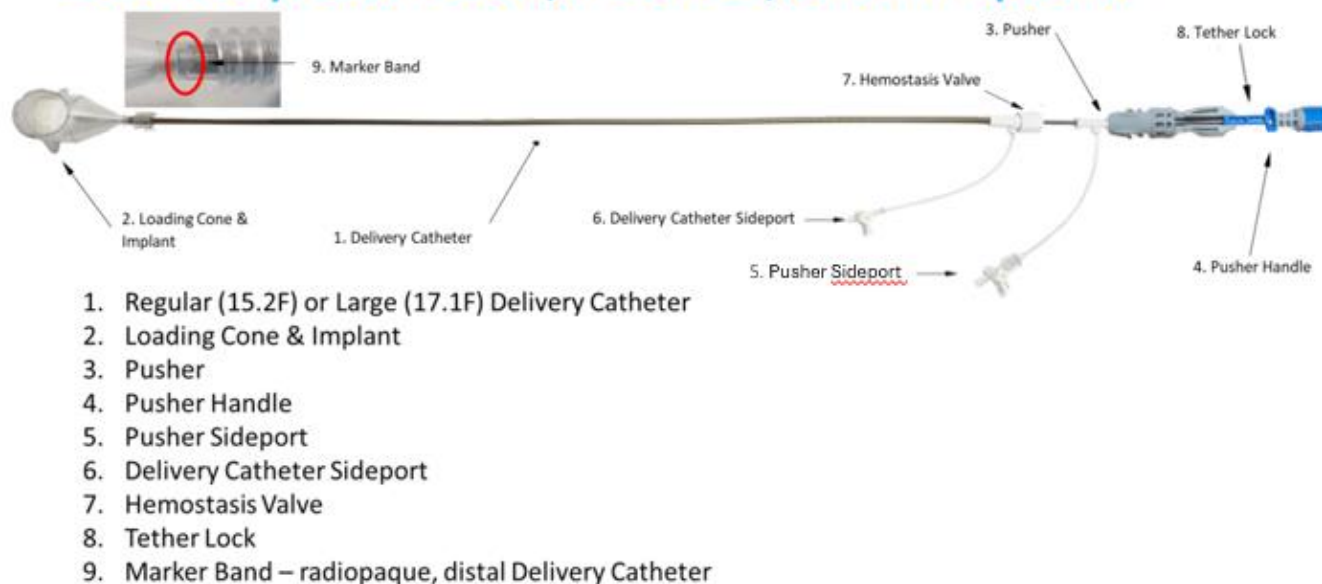 9. Marker Band
3. Pusher
8. Tether Lock
7. Hemostasis Valve
2. Loading Cone &
Implant
1. Delivery Catheter
6. Delivery Catheter Sideport
5. Pusher Sideport
4. Pusher Handle
1. Regular (15.2F) or Large (17.1F) Delivery Catheter
2. Loading Cone & Implant
3. Pusher
4. Pusher Handle
5. Pusher Sideport
6. Delivery Catheter Sideport
7. Hemostasis Valve
8. Tether Lock
9. Marker Band – radiopaque, distal Delivery Catheter